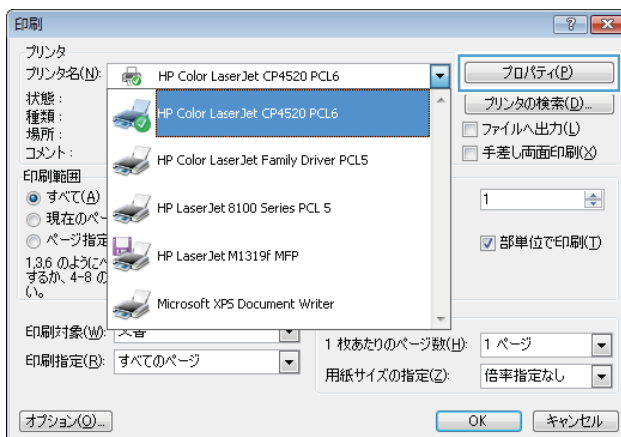 印刷
プリンタ
プリンタ名(N):
HP Color LaserJet CP4520 PCL6
プロパティ(P)
状態 :
種類 :
場所 :
コメント :
HP Color LaserJet CP4520 PCL6
HP Color LaserJet Family Driver PCL5
HP LaserJet 8100 Series PCL 5
HP LaserJet M1319f MFP
Microsoft XPS Document Writer
プリンタの検索(D)...
ファイルへ出力(L)
手差し両面印刷(X)
印刷範囲
すべて(A)
現在のペー
ページ指定
1,3,6 のように
するか、4-8 の
い。
1
部単位で印刷(T)
印刷対象(W):
印刷指定(R):
すべてのページ
1 枚あたりのページ数(H):
1 ページ
用紙サイズの指定(Z):
倍率指定なし
オプション(O)...
OK
キャンセル